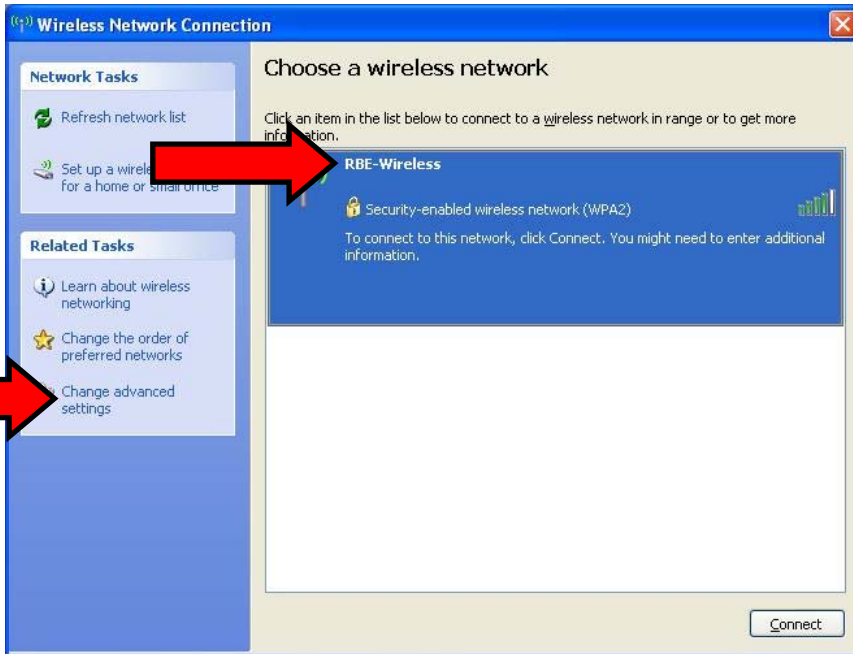 Wireless Network Connection
Network Tasks
Refresh network list
Set up a wirele
for a home or small office
Related Tasks
Learn about wireless
networking
Change the order of
preferred networks
Change advanced
settings
Choose a wireless network
Click an item in the list below to connect to a wireless network in range or to get more
information.
RBE-Wireless
Security-enabled wireless network (WPA2)
To connect to this network, click Connect. You might need to enter additional
information.
Connect